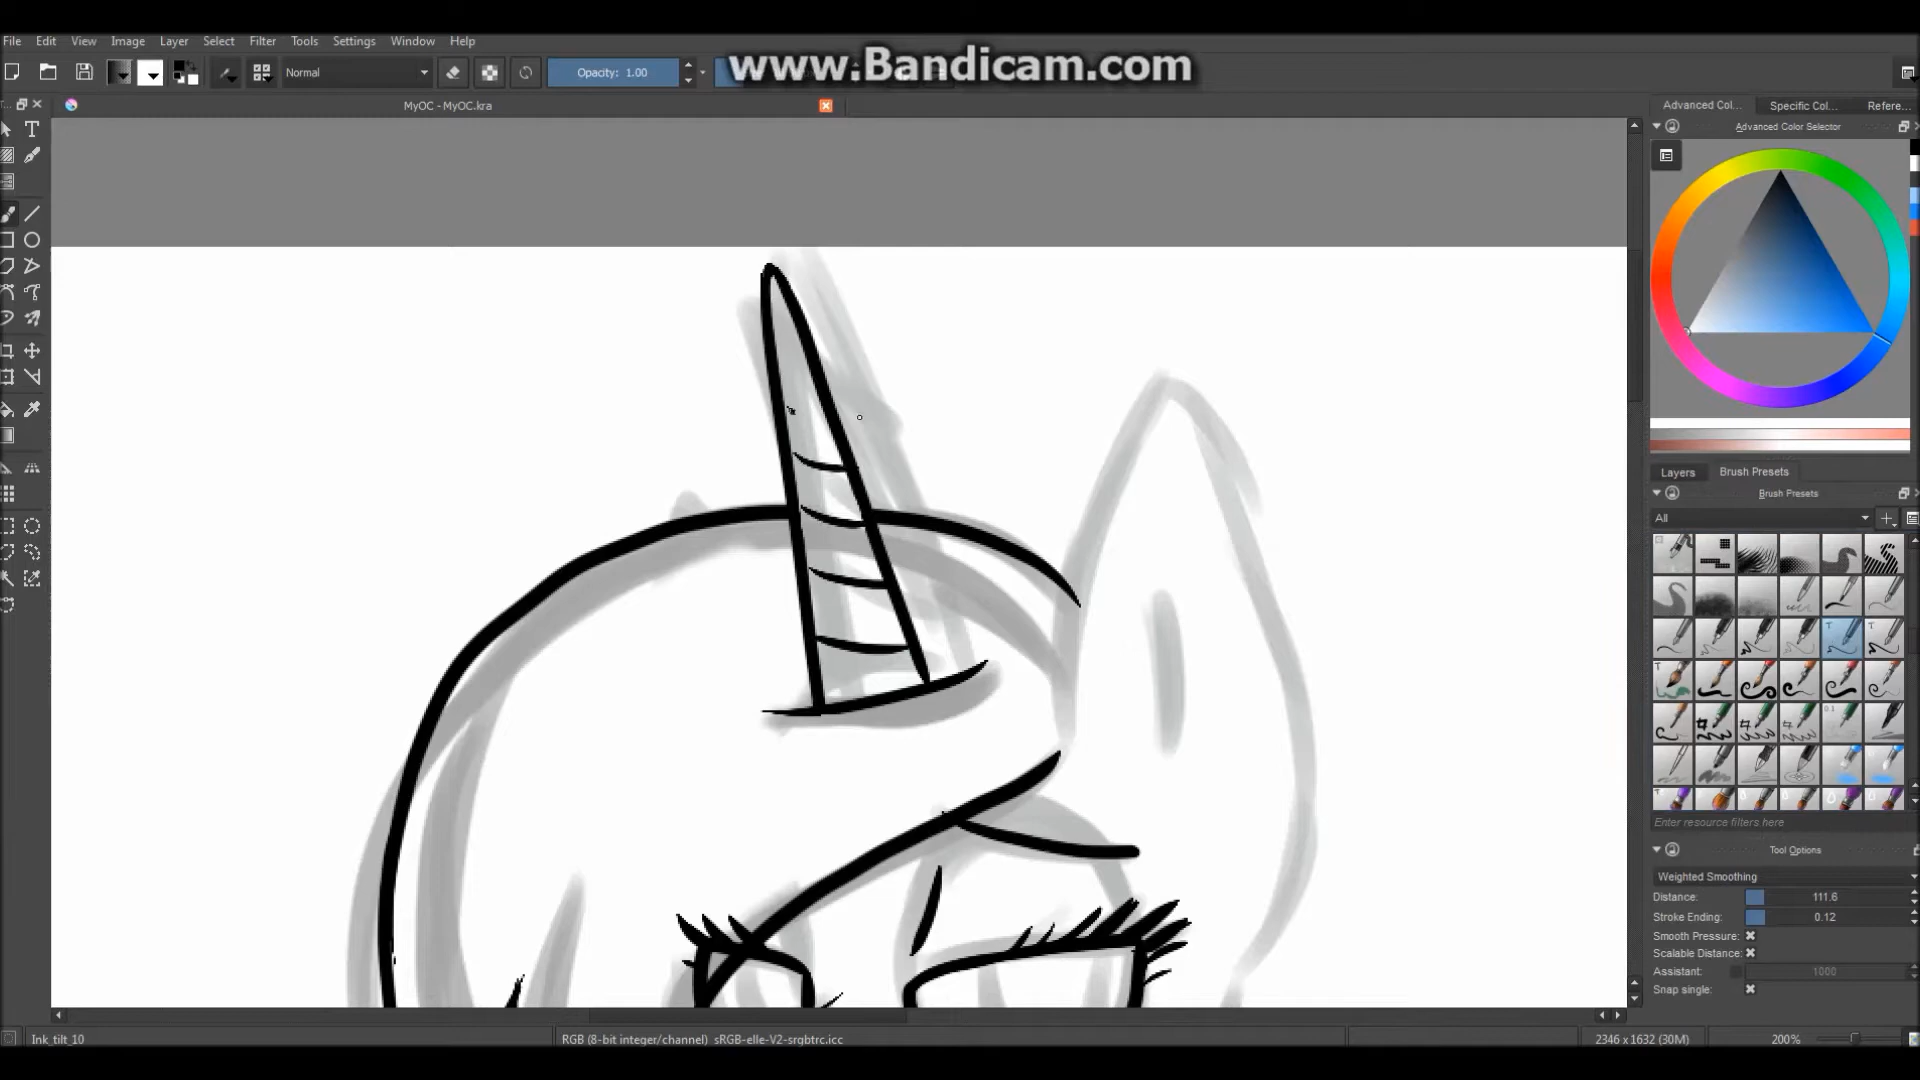 www.Bandicam.com
File Edit View Image Layer Select Filter Tools Settings Window Help
Normal Opacity: 1.00
MyOC - MyOC.kra
Advanced Col... Specific Col... Refere...
Advanced Color Selector
Layers Brush Presets
Brush Presets
All
Enter resource filters here
Tool Options
Weighted Smoothing
Distance: 111.6
Stroke Ending: 0.12
Smooth Pressure:
Scalable Distance:
Assistant: 1000
Snap single:
Ink_tilt_10 RGB (8-bit integer/channel) sRGB-elle-V2-srgbtrc.icc 2346 x 1632 (30M) 200%